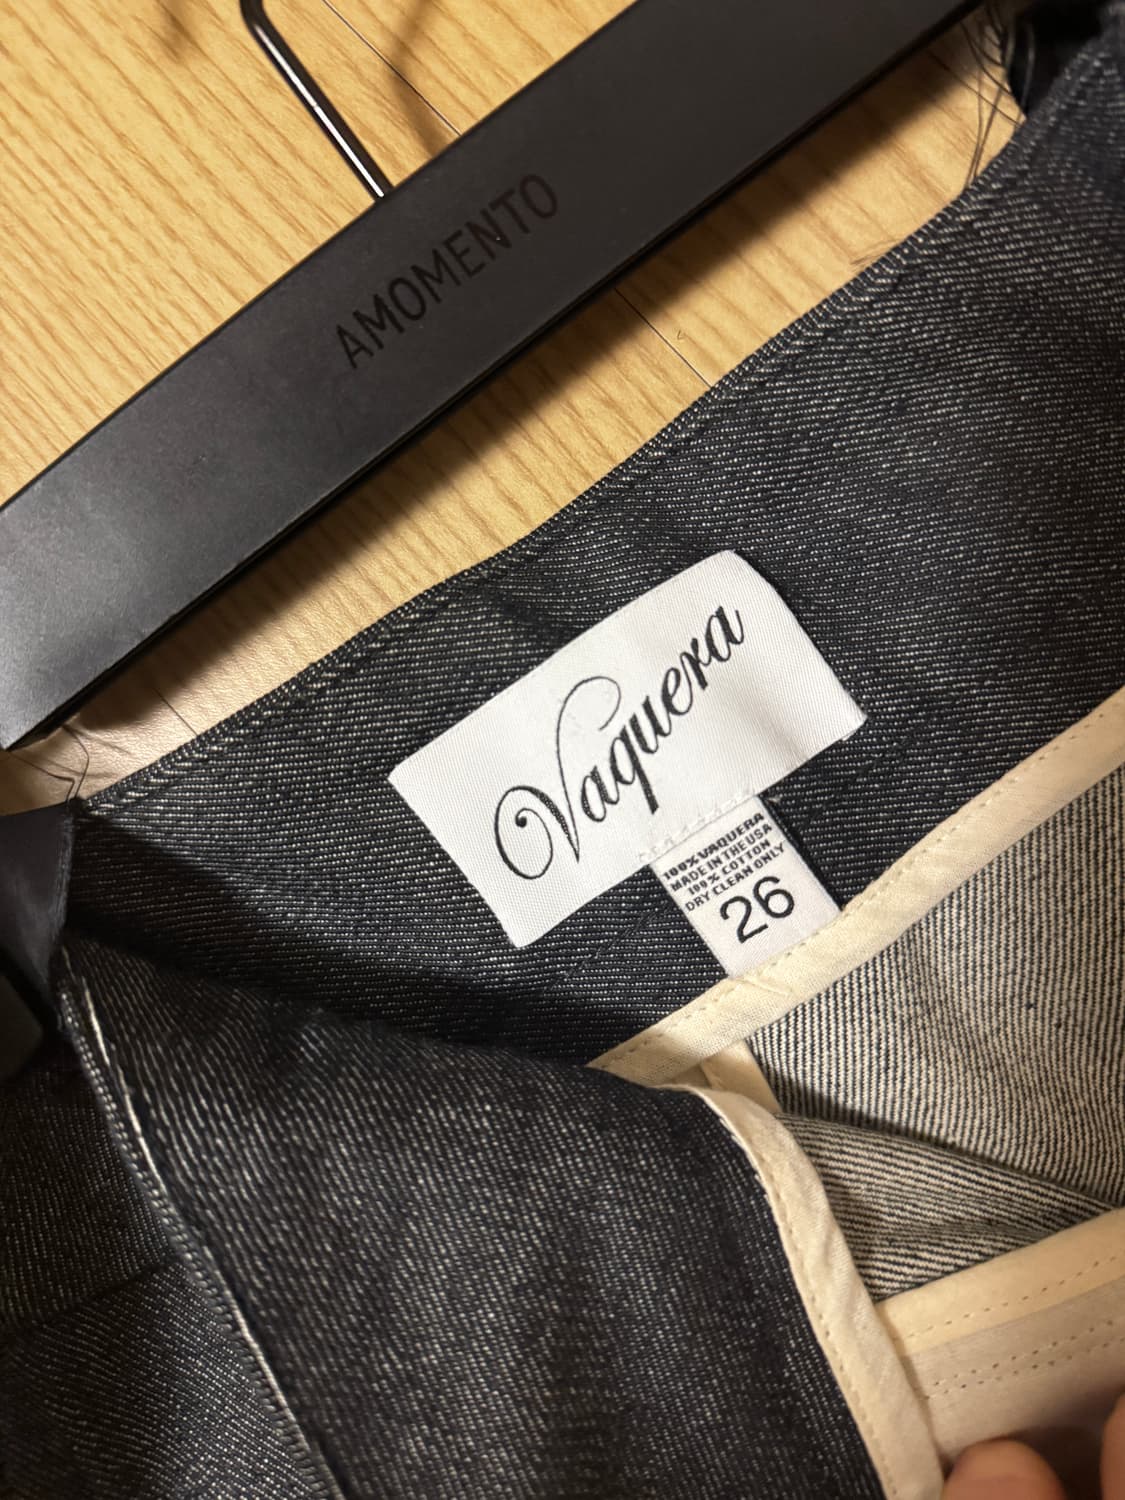 AMOMENTO
Vaquera
100% VAQUERA
MADE IN THE USA
100% COTTON
DRY CLEAN ONLY
26